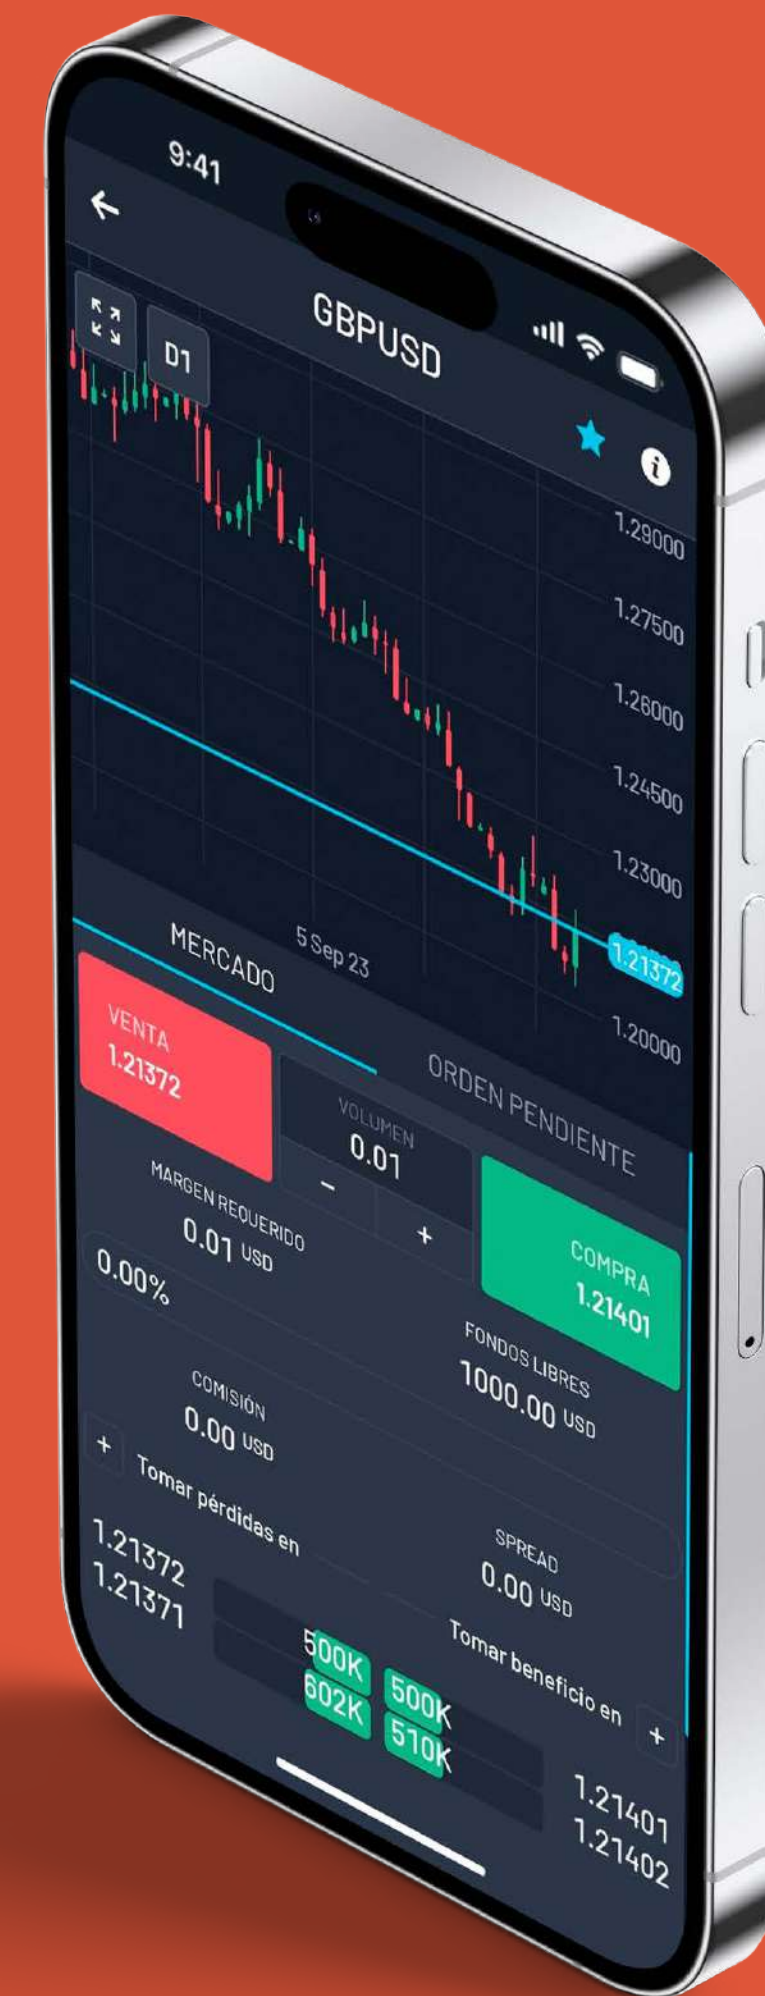 9:41
GBPUSD
D1
1.29000
1.27500
1.26000
1.24500
1.23000
1.21372
1.20000
5 Sep 23
MERCADO
ORDEN PENDIENTE
VENTA
1.21372
VOLUMEN
0.01
-
+
COMPRA
1.21401
MARGEN REQUERIDO
0.01 USD
0.00%
FONDOS LIBRES
1000.00 USD
COMISIÓN
0.00 USD
SPREAD
0.00 USD
+ Tomar pérdidas en
Tomar beneficio en +
1.21372
1.21371
500K 500K
602K 510K
1.21401
1.21402